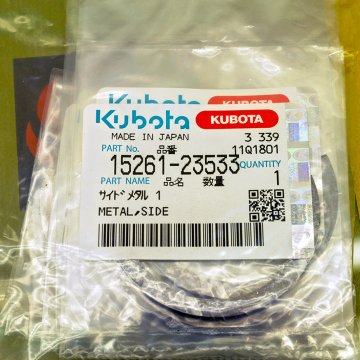 Kubota KUBOTA
Kubota KUBOTA
MADE IN JAPAN 3 339
PART No. 品番 11Q1801
15261-23533 QUANTITY
PART NAME 品名 数量 1
サイドメタル 1
METAL,SIDE